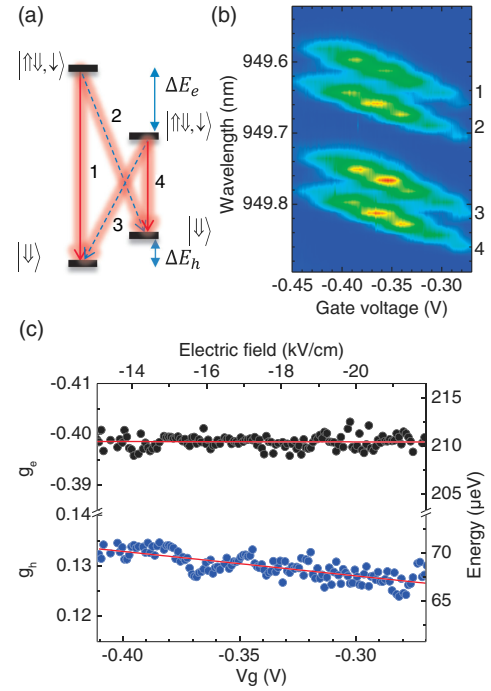 (a)
|⇑⇓,↓⟩
2
ΔE_e
|⇑⇓,↓⟩
1
4
3
|⇓⟩
|⇓⟩
ΔE_h
(b)
Wavelength (nm)
949.6
949.7
949.8
1
2
3
4
-0.45 -0.40 -0.35 -0.30
Gate voltage (V)
(c)
Electric field (kV/cm)
-14 -16 -18 -20
-0.41
-0.40
-0.39
g_e
0.14
0.13
0.12
g_h
215
210
205
70
65
Energy (μeV)
-0.40 -0.35 -0.30
Vg (V)